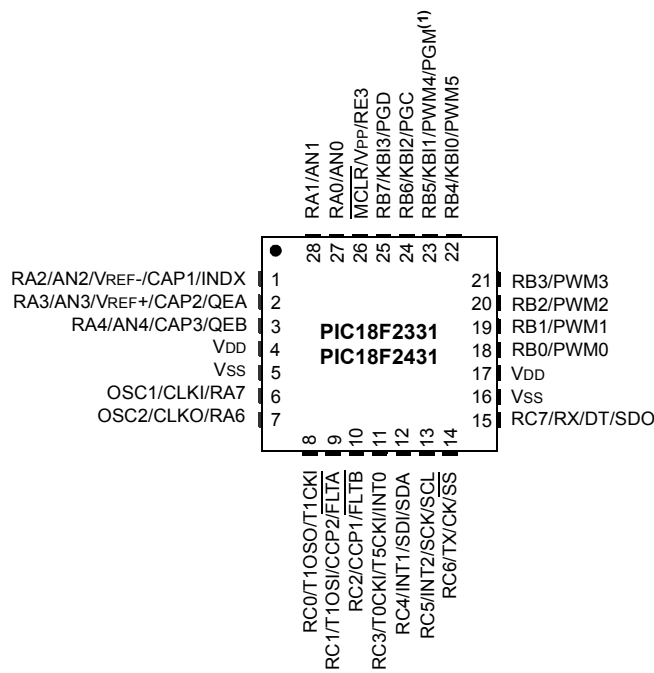 RA1/AN1
RA0/AN0
MCLR/VPP/RE3
RB7/KBI3/PGD
RB6/KBI2/PGC
RB5/KBI1/PWM4/PGM(1)
RB4/KBI0/PWM5
28 27 26 25 24 23 22
RA2/AN2/VREF-/CAP1/INDX 1
RA3/AN3/VREF+/CAP2/QEA 2
RA4/AN4/CAP3/QEB 3
VDD 4
VSS 5
OSC1/CLKI/RA7 6
OSC2/CLKO/RA6 7
PIC18F2331
PIC18F2431
21 RB3/PWM3
20 RB2/PWM2
19 RB1/PWM1
18 RB0/PWM0
17 VDD
16 VSS
15 RC7/RX/DT/SDO
8 9 10 11 12 13 14
RC0/T1OSO/T1CKI
RC1/T1OSI/CCP2/FLTA
RC2/CCP1/FLTB
RC3/T0CKI/T5CKI/INT0
RC4/INT1/SDI/SDA
RC5/INT2/SCK/SCL
RC6/TX/CK/SS